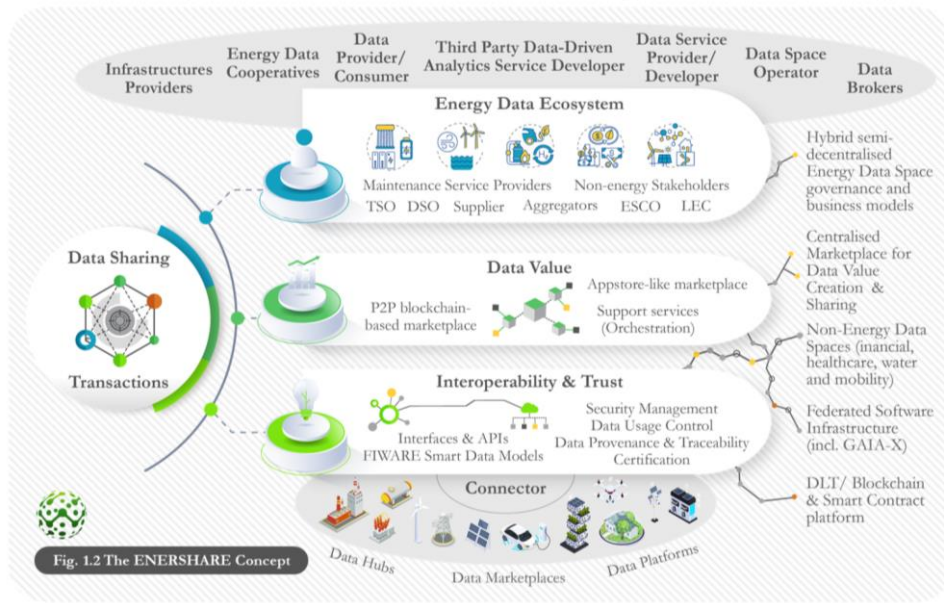 Infrastructures
Providers
Energy Data
Cooperatives
Data
Provider/
Consumer
Third Party Data-Driven
Analytics Service Developer
Data Service
Provider/
Developer
Data Space
Operator
Data
Brokers
Energy Data Ecosystem
Maintenance Service Providers
Non-energy Stakeholders
TSO DSO Supplier Aggregators ESCO LEC
Hybrid semi-
decentralised
Energy Data Space
governance and
business models
Data Sharing
Transactions
Data Value
P2P blockchain-
based marketplace
Appstore-like marketplace
Support services
(Orchestration)
Centralised
Marketplace for
Data Value
Creation & 
Sharing
Non-Energy Data
Spaces (inancial,
healthcare, water
and mobility)
Interoperability & Trust
Interfaces & APIs
FIWARE Smart Data Models
Security Management
Data Usage Control
Data Provenance & Traceability
Certification
Federated Software
Infrastructure
(incl. GAIA-X)
DLT/ Blockchain
& Smart Contract
platform
Connector
Data Hubs
Data Marketplaces
Data Platforms
Fig. 1.2 The ENERSHARE Concept